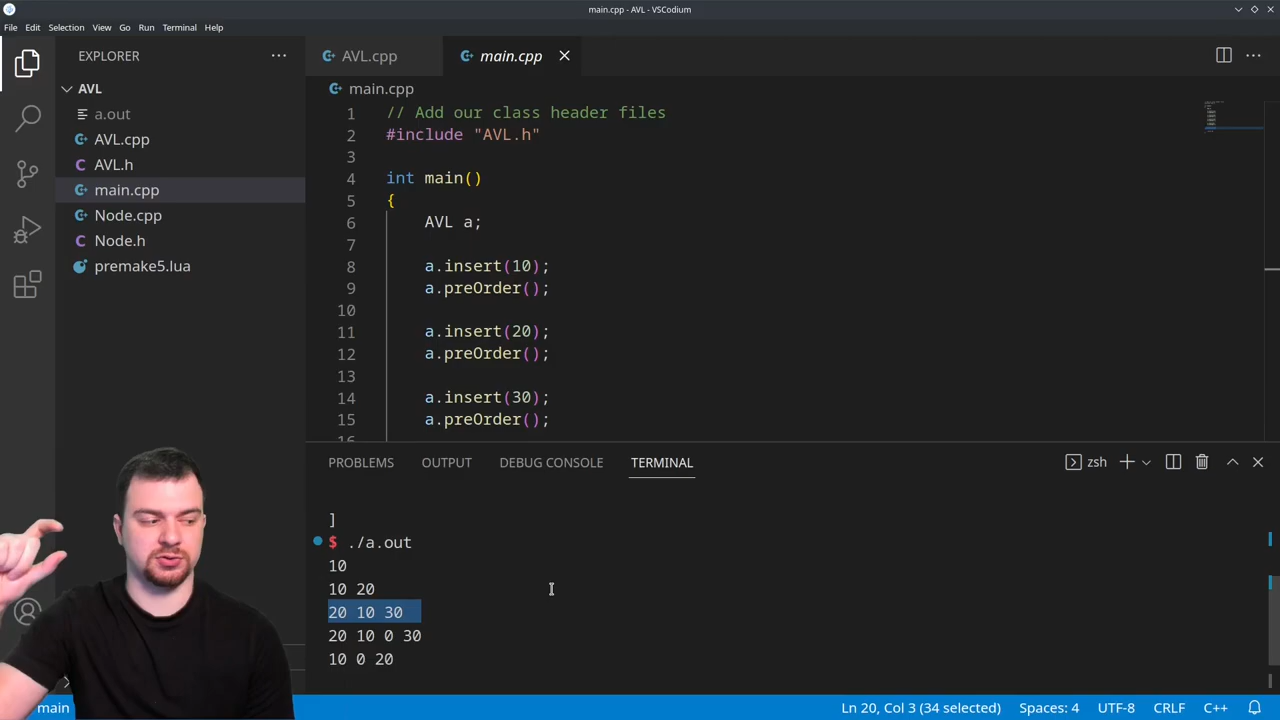 main.cpp - AVL - VSCodium
File Edit Selection View Go Run Terminal Help
EXPLORER
AVL
a.out
AVL.cpp
AVL.h
main.cpp
Node.cpp
Node.h
premake5.lua
AVL.cpp main.cpp
main.cpp
1 // Add our class header files
2 #include "AVL.h"
3
4 int main()
5 {
6 AVL a;
7
8 a.insert(10);
9 a.preOrder();
10
11 a.insert(20);
12 a.preOrder();
13
14 a.insert(30);
15 a.preOrder();
16
PROBLEMS OUTPUT DEBUG CONSOLE TERMINAL zsh
]
$ ./a.out
10
10 20
20 10 30
20 10 0 30
10 0 20
main Ln 20, Col 3 (34 selected) Spaces: 4 UTF-8 CRLF C++